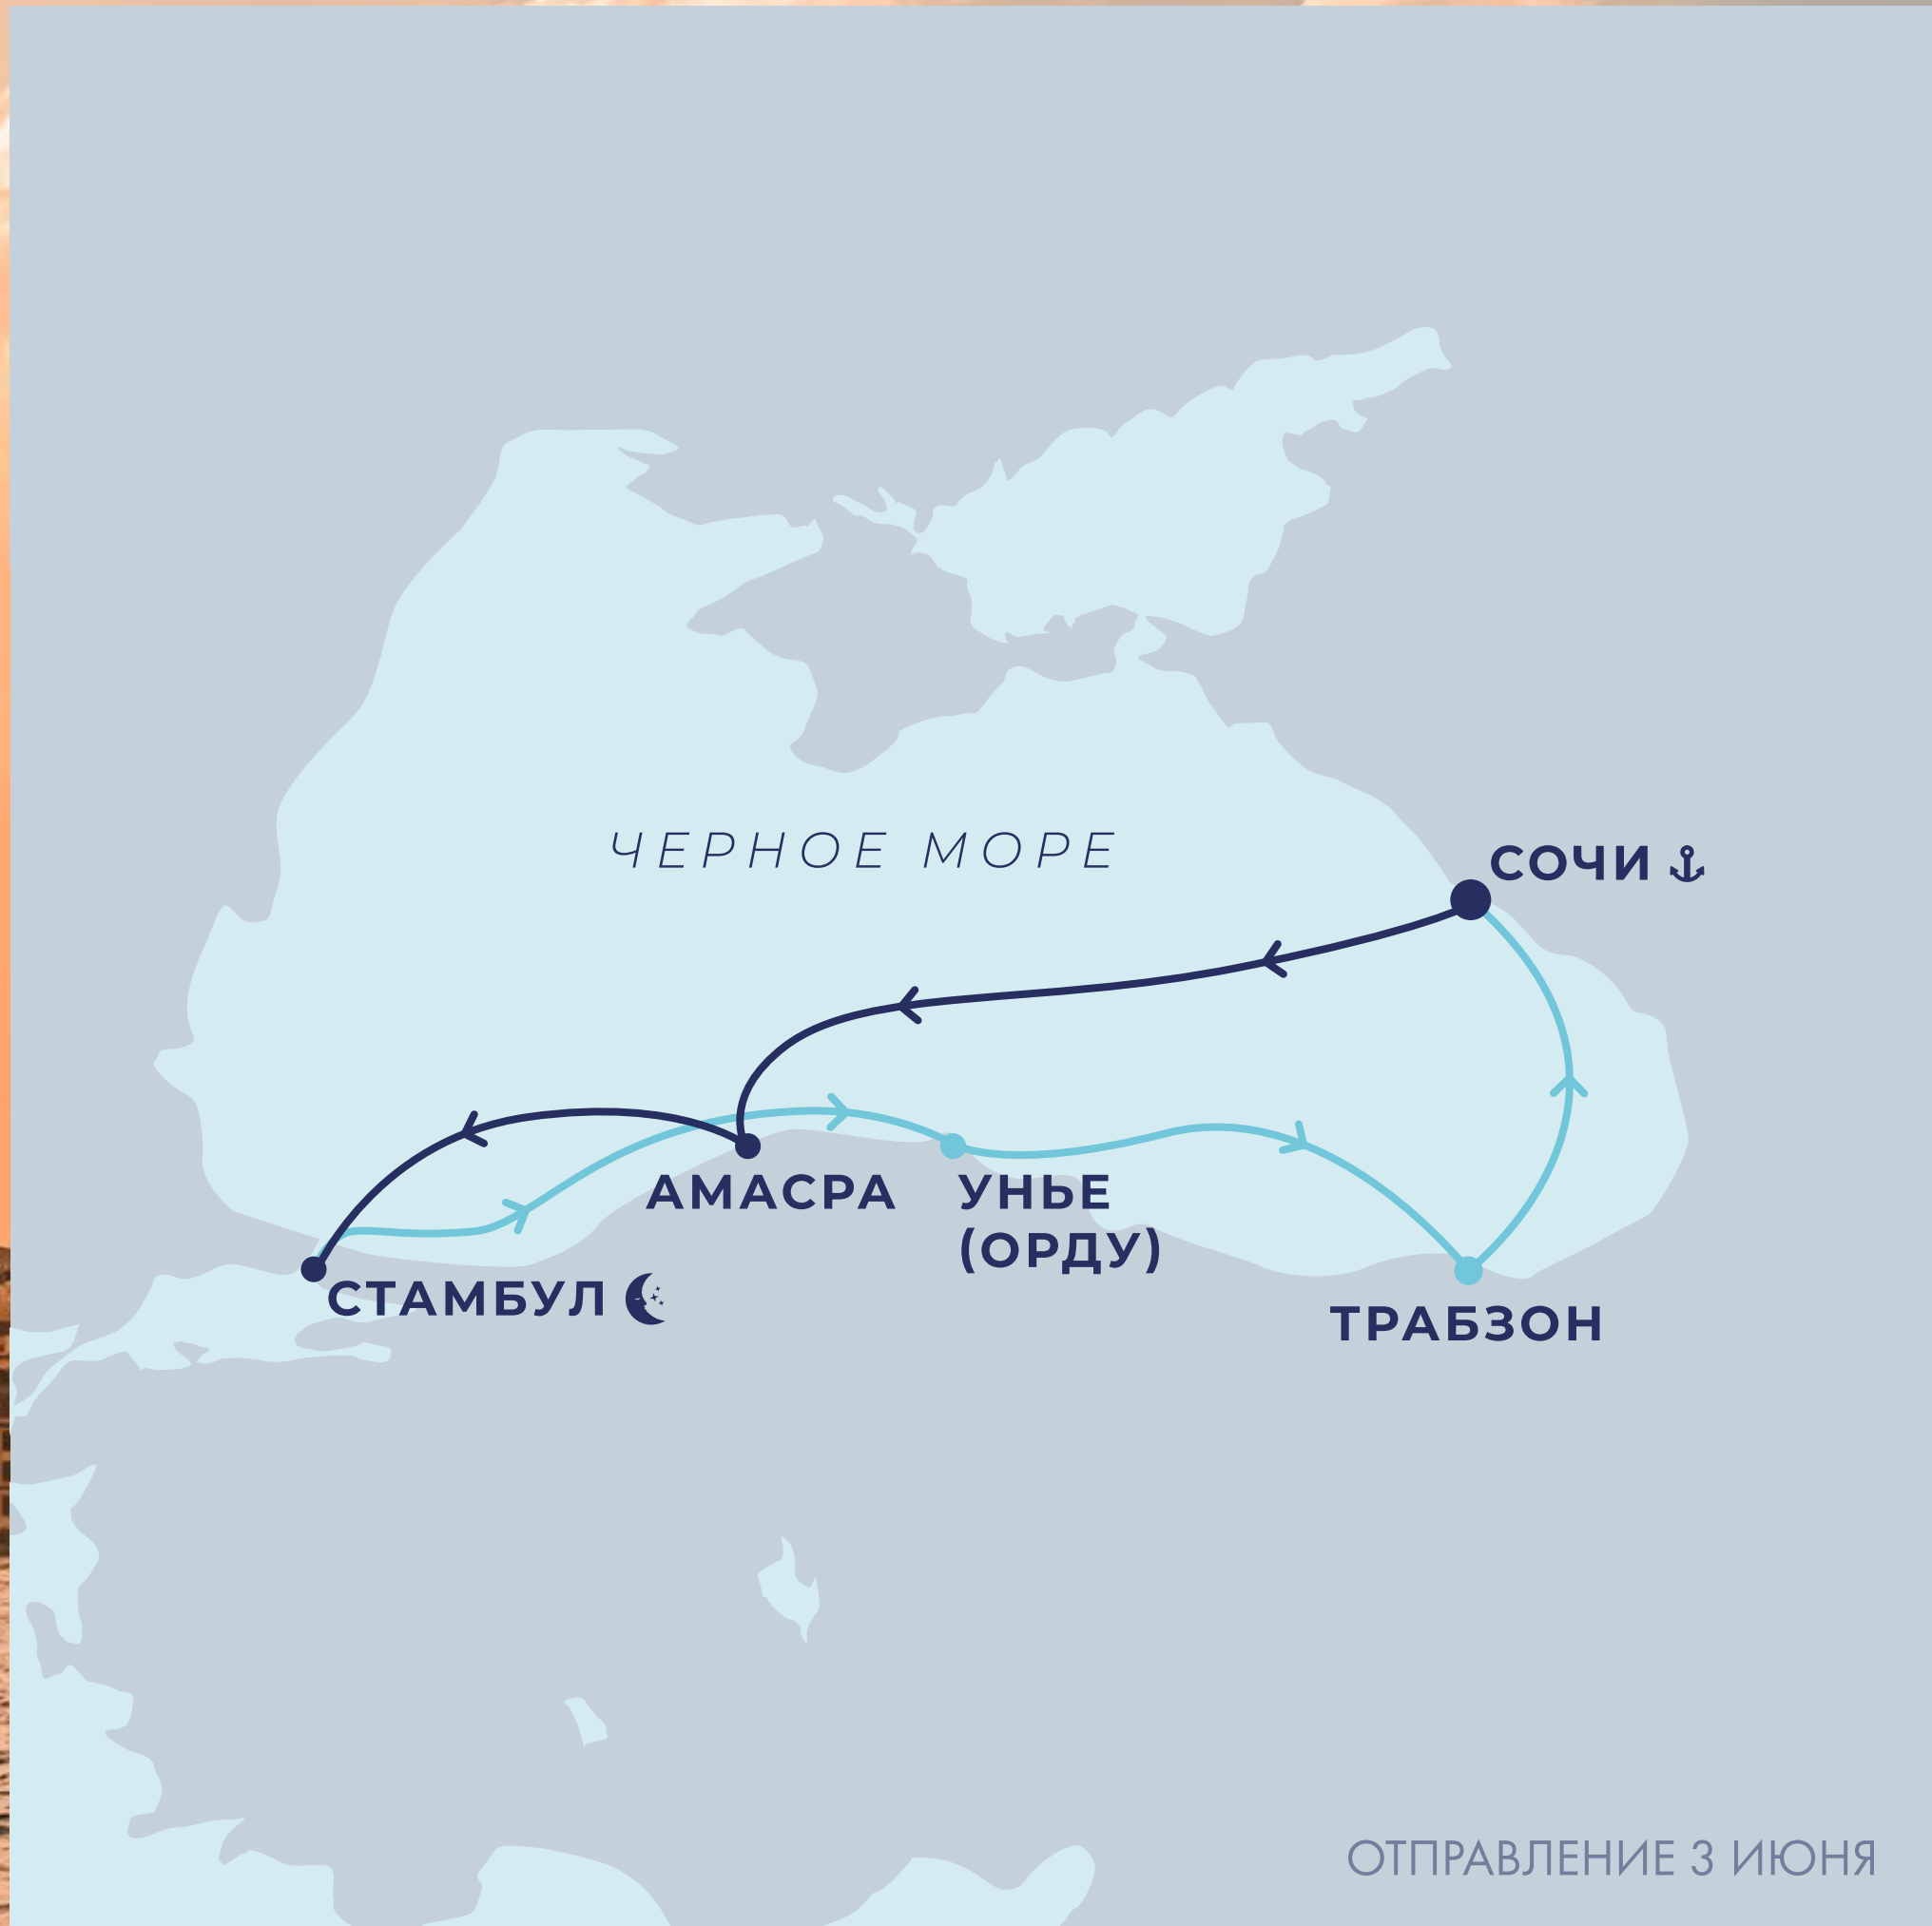 ЧЕРНОЕ МОРЕ
СОЧИ
АМАСРА
УНЬЕ
(ОРДУ)
СТАМБУЛ
ТРАБЗОН
ОТПРАВЛЕНИЕ 3 ИЮНЯ